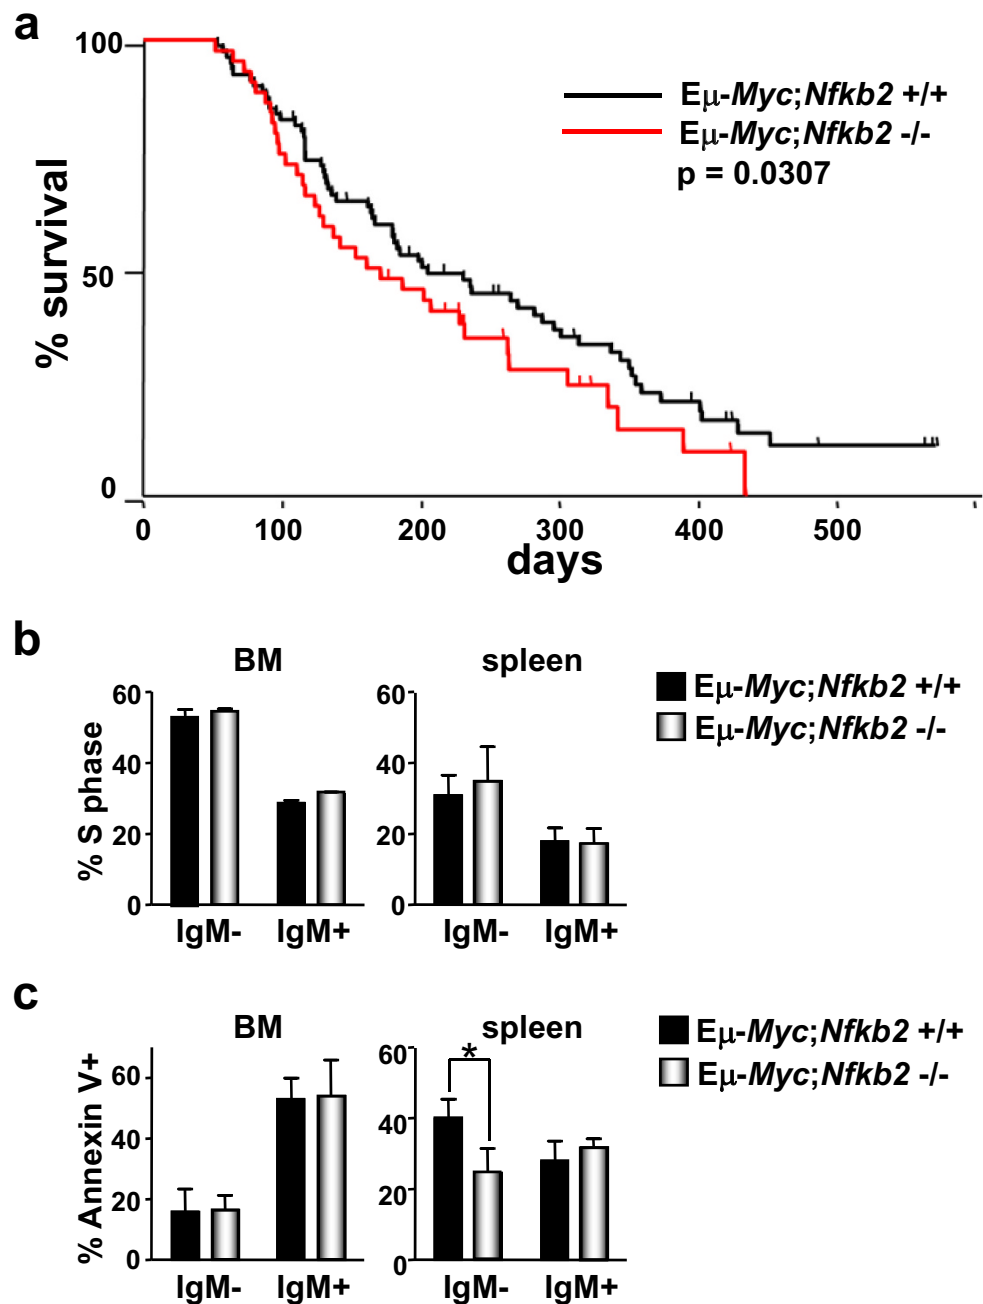 a
100
50
0
% survival
Eμ-Myc;Nfkb2 +/+
Eμ-Myc;Nfkb2 -/-
p = 0.0307
0 100 200 300 400 500
days
b
BM
spleen
Eμ-Myc;Nfkb2 +/+
Eμ-Myc;Nfkb2 -/-
% S phase
60
40
20
0
IgM- IgM+
60
40
20
0
IgM- IgM+
c
BM
spleen
Eμ-Myc;Nfkb2 +/+
Eμ-Myc;Nfkb2 -/-
% Annexin V+
60
40
20
0
IgM- IgM+
60
40
20
0
*
IgM- IgM+